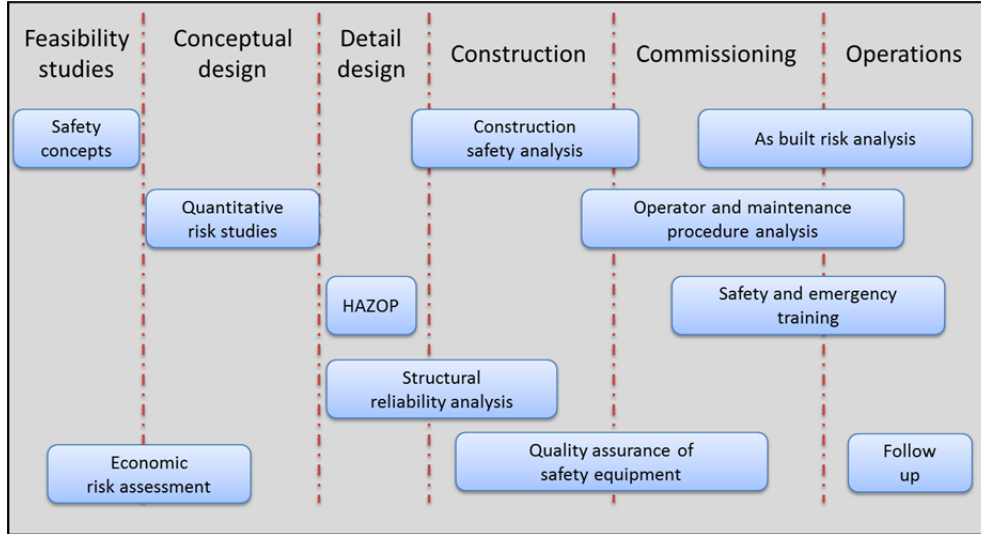 Feasibility
studies
Conceptual
design
Detail
design
Construction
Commissioning
Operations
Safety
concepts
Construction
safety analysis
As built risk analysis
Quantitative
risk studies
Operator and maintenance
procedure analysis
HAZOP
Safety and emergency
training
Structural
reliability analysis
Economic
risk assessment
Quality assurance of
safety equipment
Follow
up